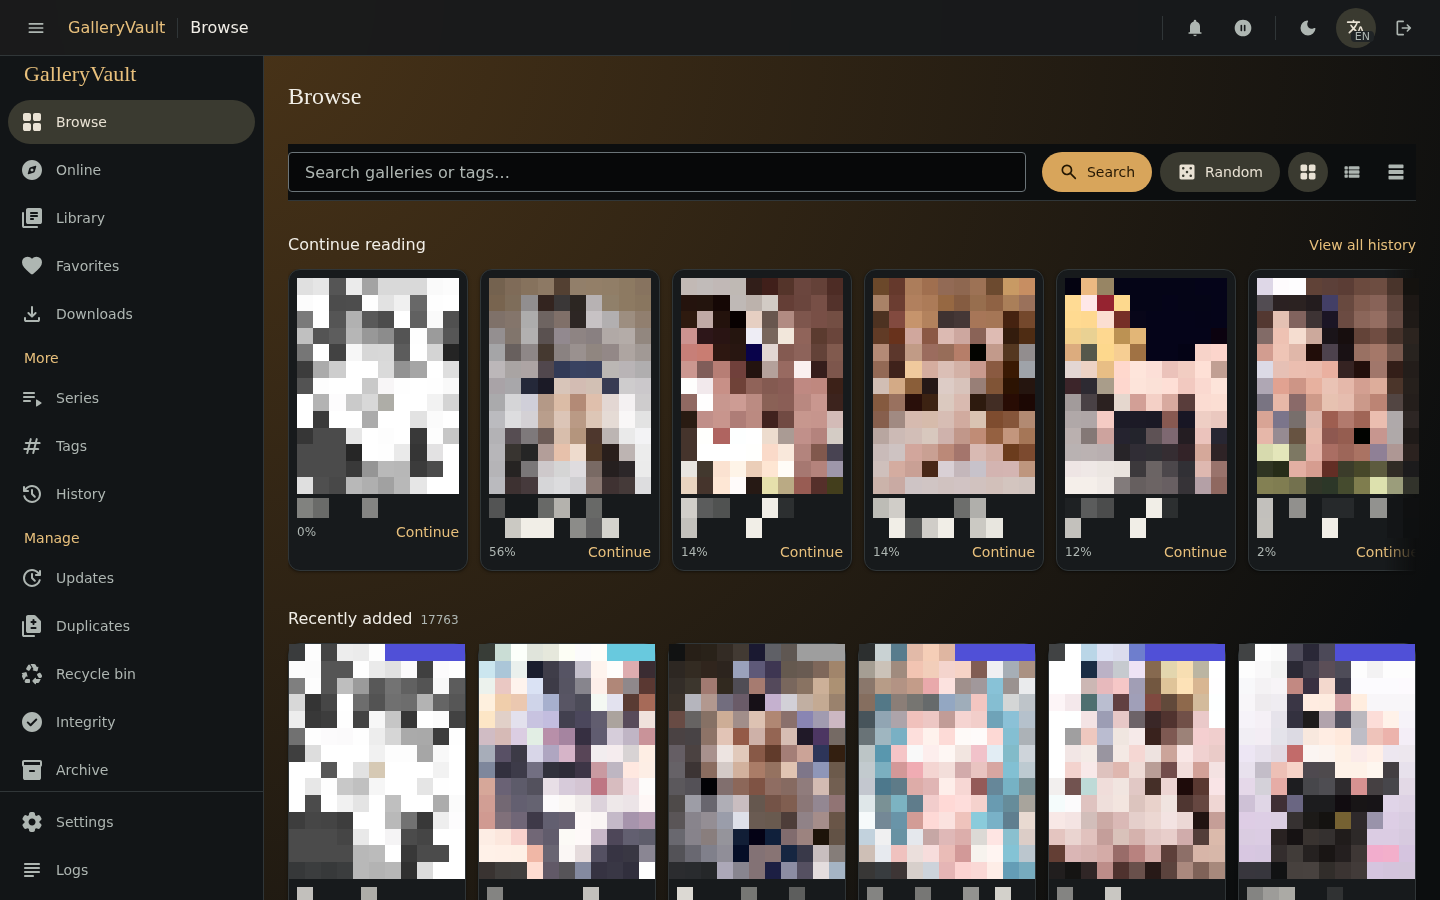 GalleryVault
Browse
EN
GalleryVault
Browse
Online
Library
Favorites
Downloads
More
Series
Tags
History
Manage
Updates
Duplicates
Recycle bin
Integrity
Archive
Settings
Logs
Browse
Search galleries or tags...
Search
Random
Continue reading
View all history
0%
Continue
56%
Continue
14%
Continue
14%
Continue
12%
Continue
2%
Continue
Recently added 17763